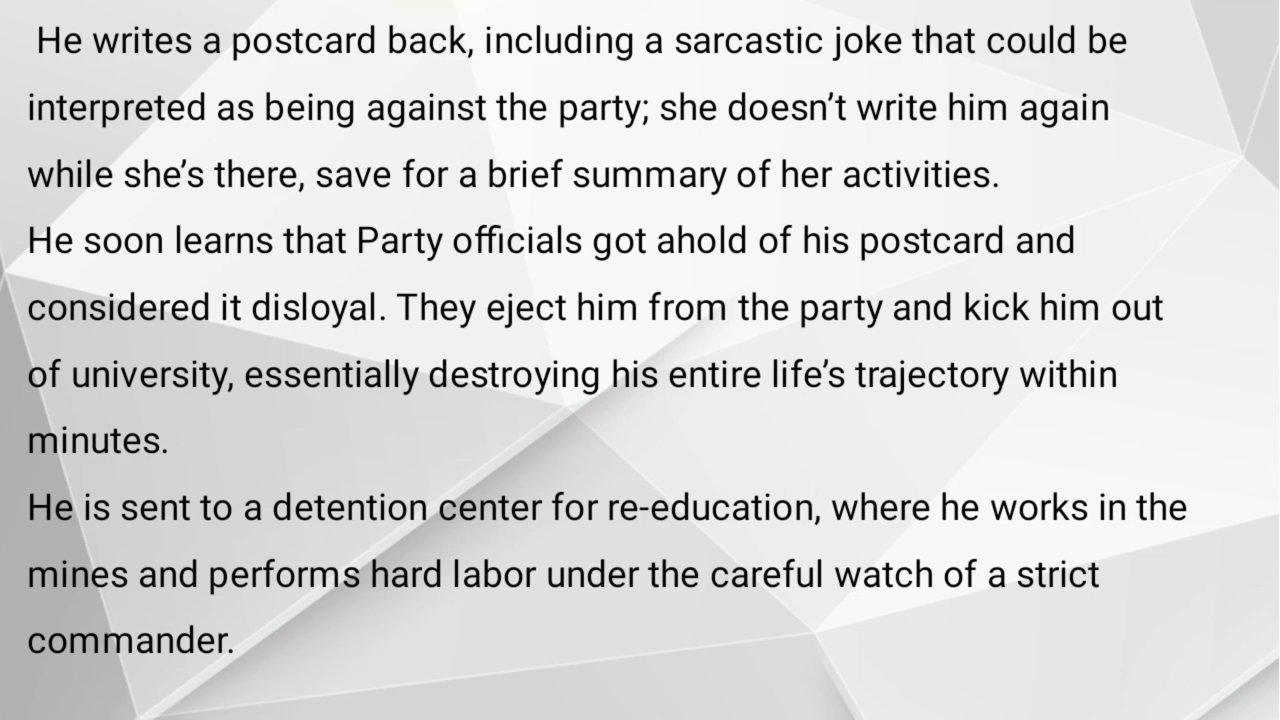 He writes a postcard back, including a sarcastic joke that could be
interpreted as being against the party; she doesn’t write him again
while she’s there, save for a brief summary of her activities.
He soon learns that Party officials got ahold of his postcard and
considered it disloyal. They eject him from the party and kick him out
of university, essentially destroying his entire life’s trajectory within
minutes.
He is sent to a detention center for re-education, where he works in the
mines and performs hard labor under the careful watch of a strict
commander.